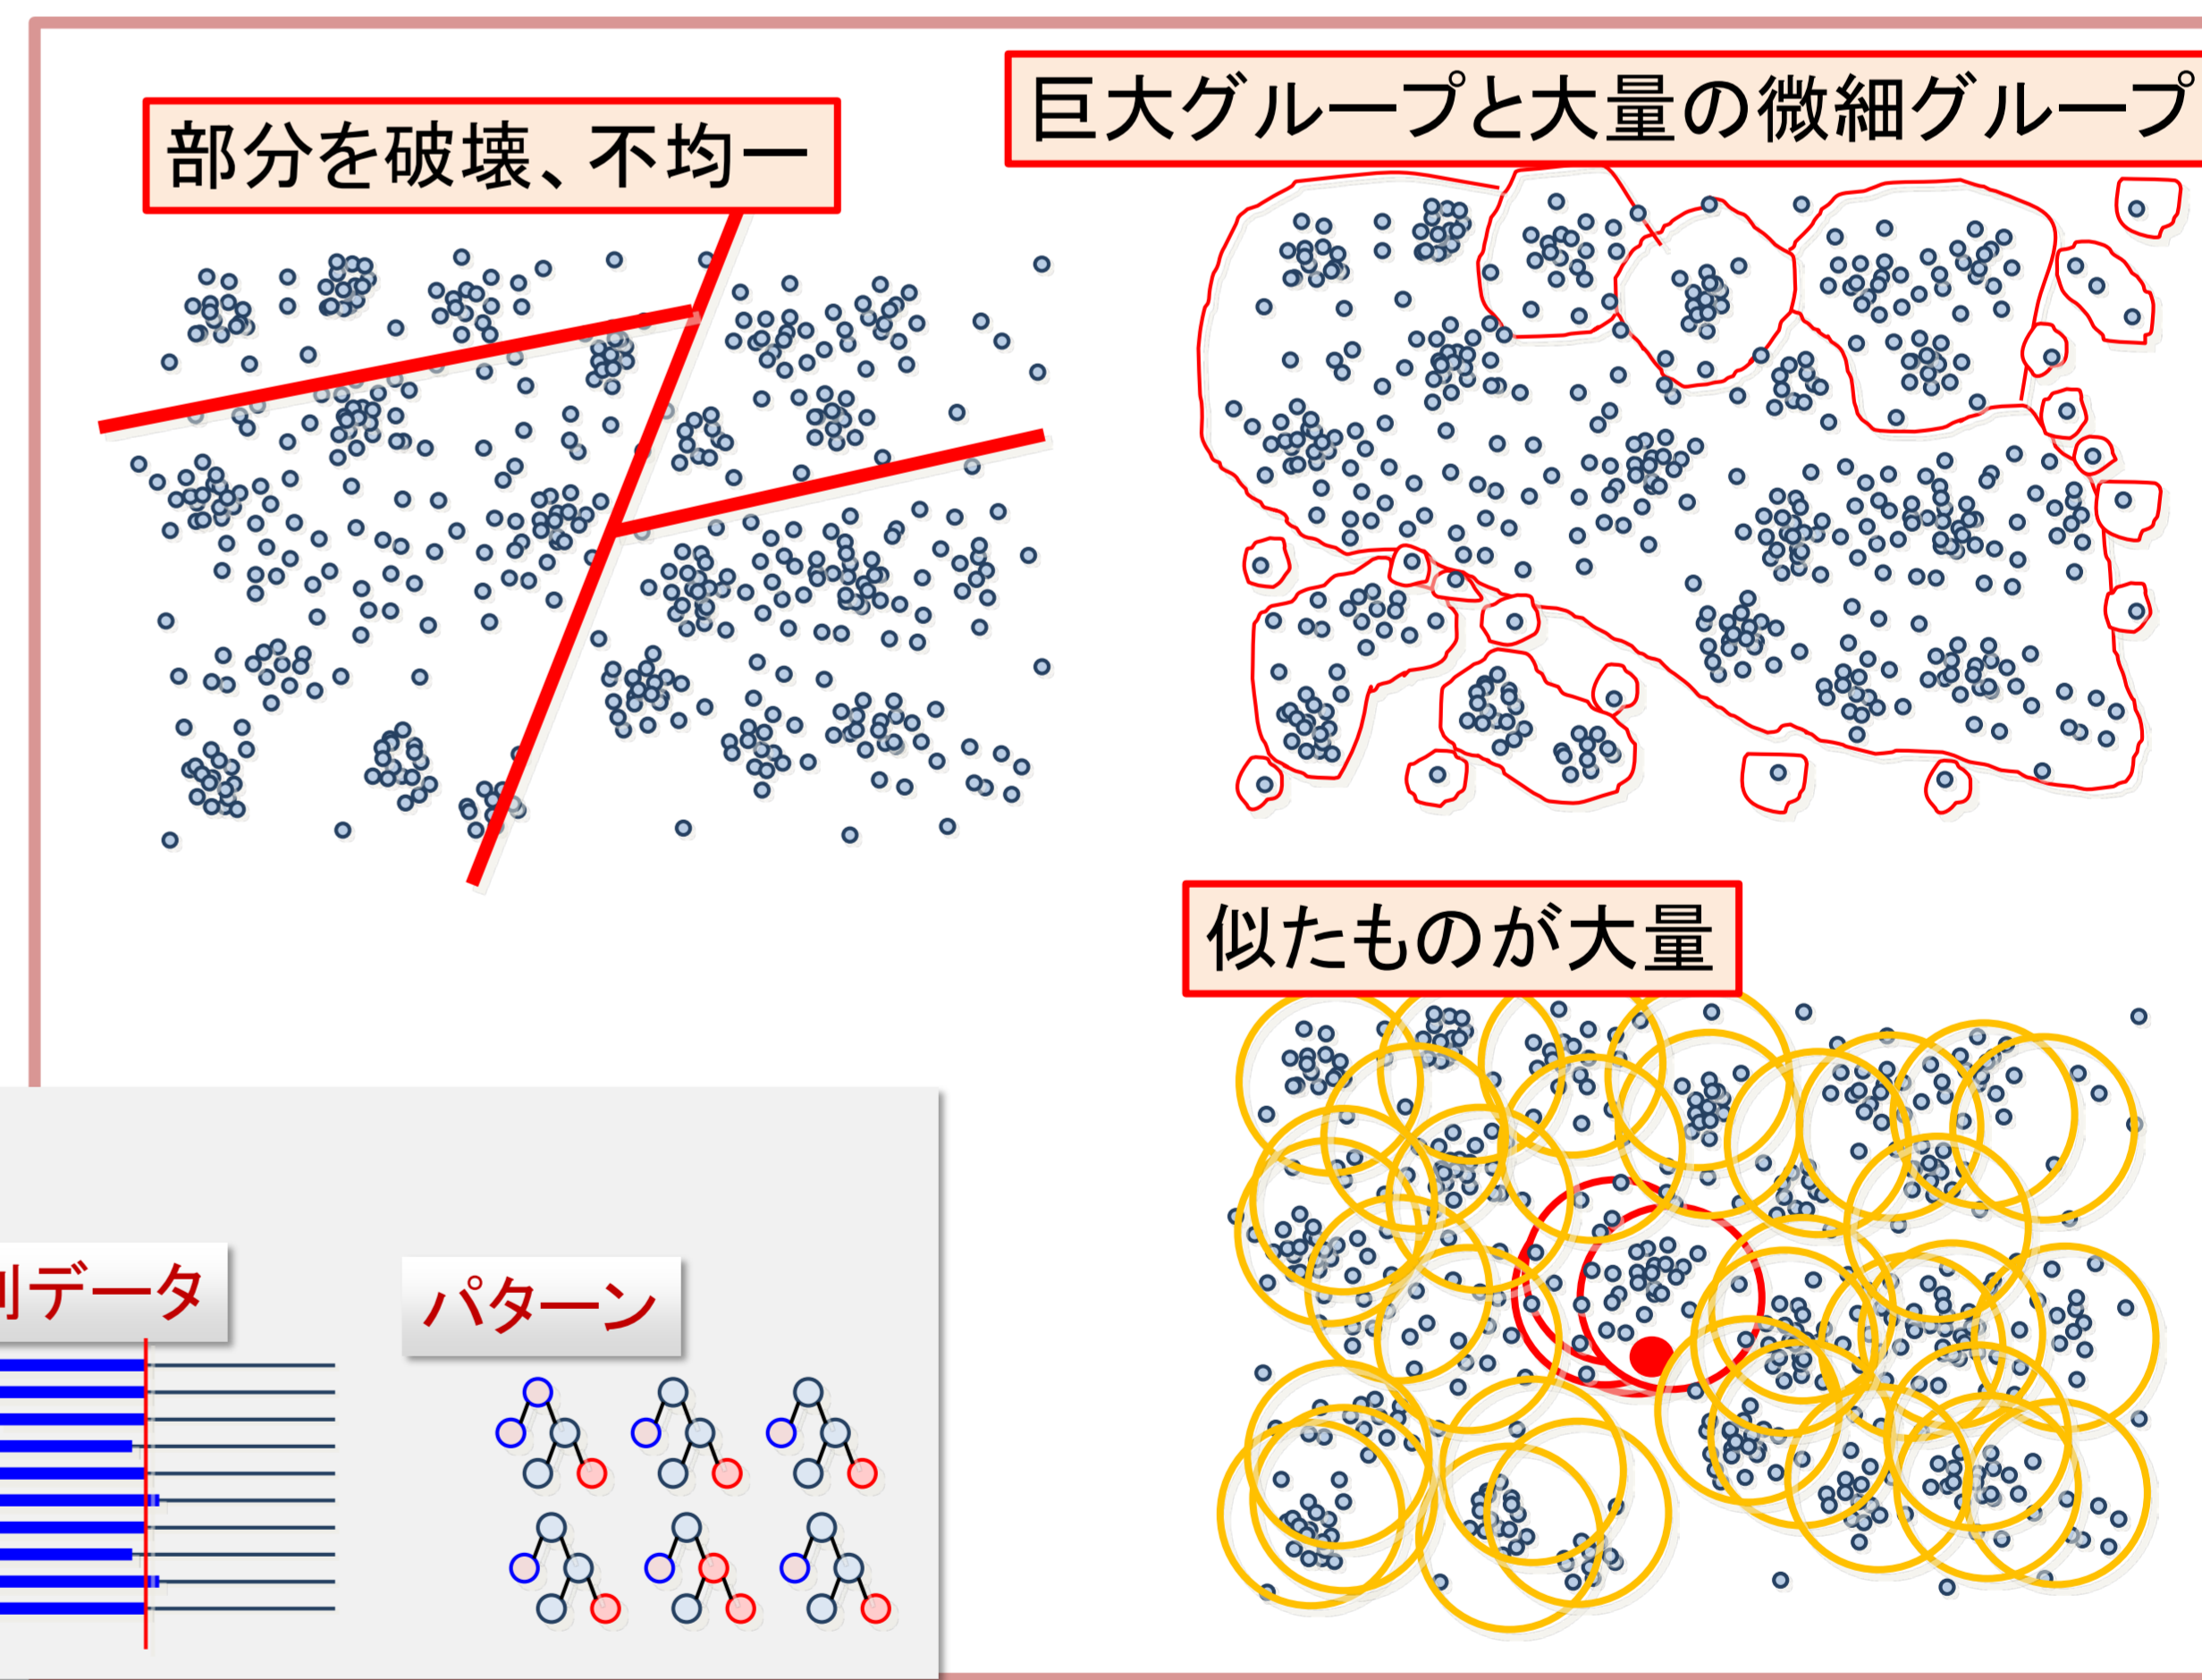 部分を破壊、不均一
巨大グループと大量の微細グループ
似たものが大量
列データ
パターン